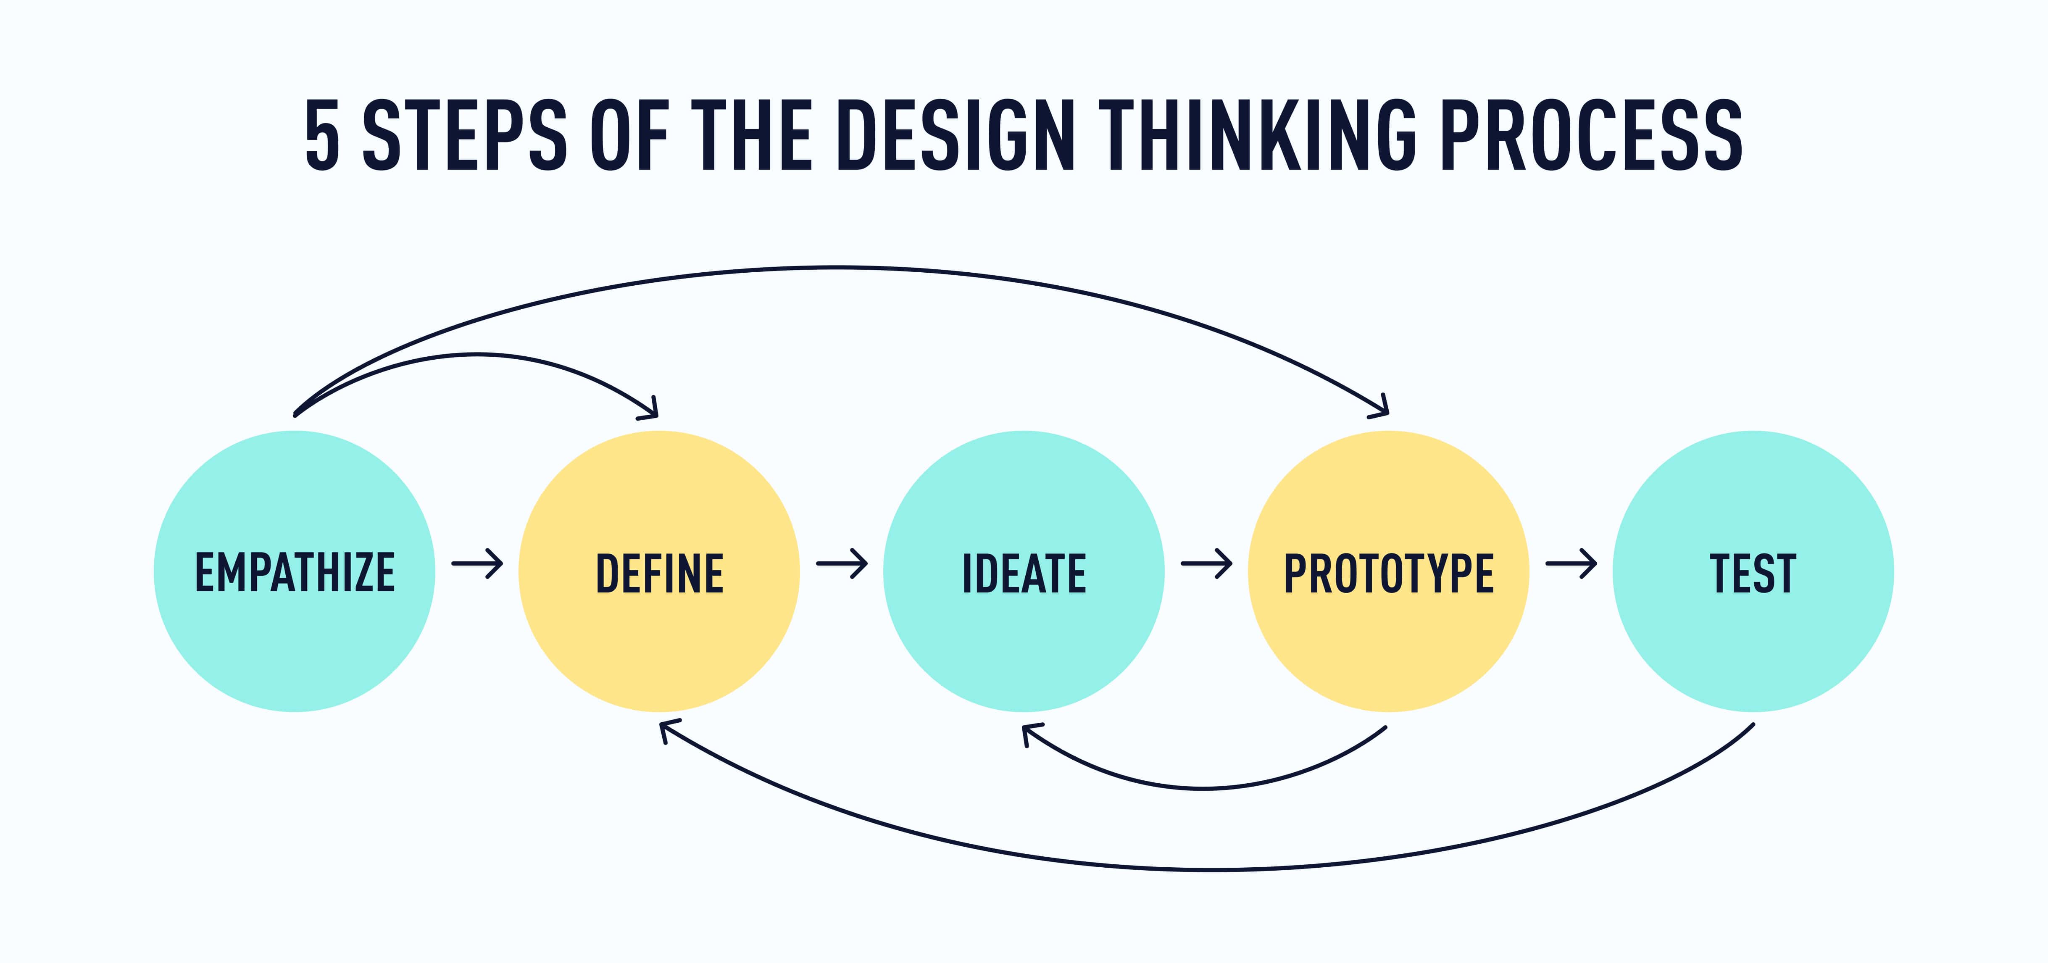 5 STEPS OF THE DESIGN THINKING PROCESS
EMPATHIZE
DEFINE
IDEATE
PROTOTYPE
TEST